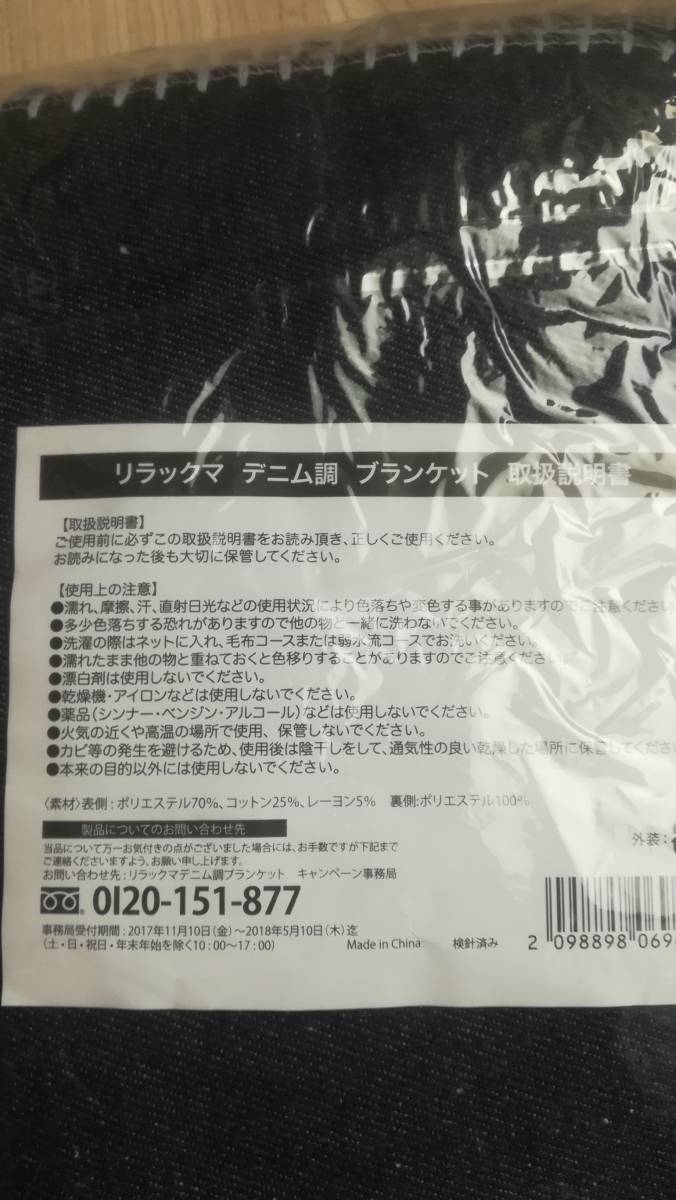 リラックマ デニム調 ブランケット 取扱説明書
【取扱説明書】
ご使用前に必ずこの取扱説明書をお読み頂き、正しくご使用ください。
お読みになった後も大切に保管してください。
【使用上の注意】
●濡れ、摩擦、汗、直射日光などの使用状況により色落ちや変色する事がありますのでご注意ください
●多少色落ちする恐れがありますので他の物と一緒に洗わないでください。
●洗濯の際はネットに入れ、毛布コースまたは弱水流コースでお洗いください。
●濡れたまま他の物と重ねておくと色移りすることがありますのでご注意ください。
●漂白剤は使用しないでください。
●乾燥機・アイロンなどは使用しないでください。
●薬品(シンナー・ベンジン・アルコール)などは使用しないでください。
●火気の近くや高温の場所で使用、保管しないでください。
●カビ等の発生を避けるため、使用後は陰干しをして、通気性の良い乾燥した場所に保管してくださ
●本来の目的以外には使用しないでください。
〈素材〉表側:ポリエステル70%、コットン25%、レーヨン5% 裏側:ポリエステル100%
製品についてのお問い合わせ先
外装:
当品について万一お気付きの点がございました場合には、お手数ですが下記まで
ご連絡くださいますよう、お願い申し上げます。
お問い合わせ先:リラックマデニム調ブランケット キャンペーン事務局
0120-151-877
事務局受付期間:2017年11月10日(金)〜2018年5月10日(木)迄
(土・日・祝日・年末年始を除く10:00〜17:00) Made in China 検針済み
2 098898 069